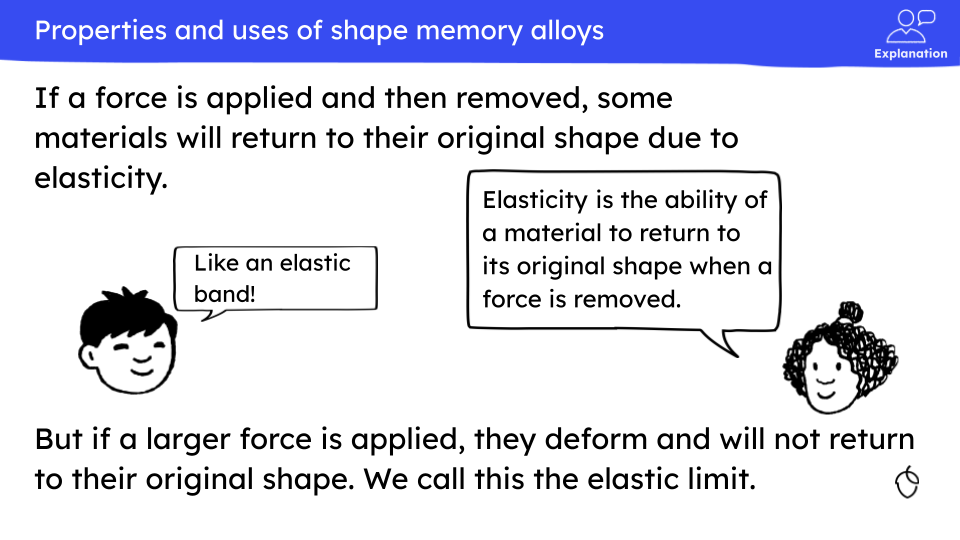 Properties and uses of shape memory alloys
Explanation
If a force is applied and then removed, some
materials will return to their original shape due to
elasticity.
Elasticity is the ability of
a material to return to
its original shape when a
force is removed.
Like an elastic
band!
But if a larger force is applied, they deform and will not return
to their original shape. We call this the elastic limit.